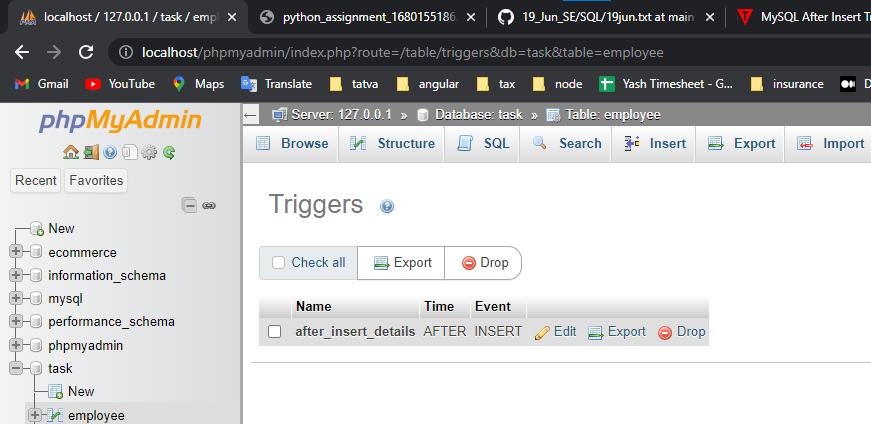 localhost / 127.0.0.1 / task / emp
python_assignment_1680155186.
19_Jun_SE/SQL/19jun.txt at main
MySQL After Insert Tr
localhost/phpmyadmin/index.php?route=/table/triggers&db=task&table=employee
Gmail YouTube Maps Translate tatva angular tax node Yash Timesheet - G... insurance D
phpMyAdmin
Recent Favorites
New
ecommerce
information_schema
mysql
performance_schema
phpmyadmin
task
New
employee
Server: 127.0.0.1 » Database: task » Table: employee
Browse Structure SQL Search Insert Export Import
Triggers
Check all Export Drop
Name Time Event
after_insert_details AFTER INSERT Edit Export Drop